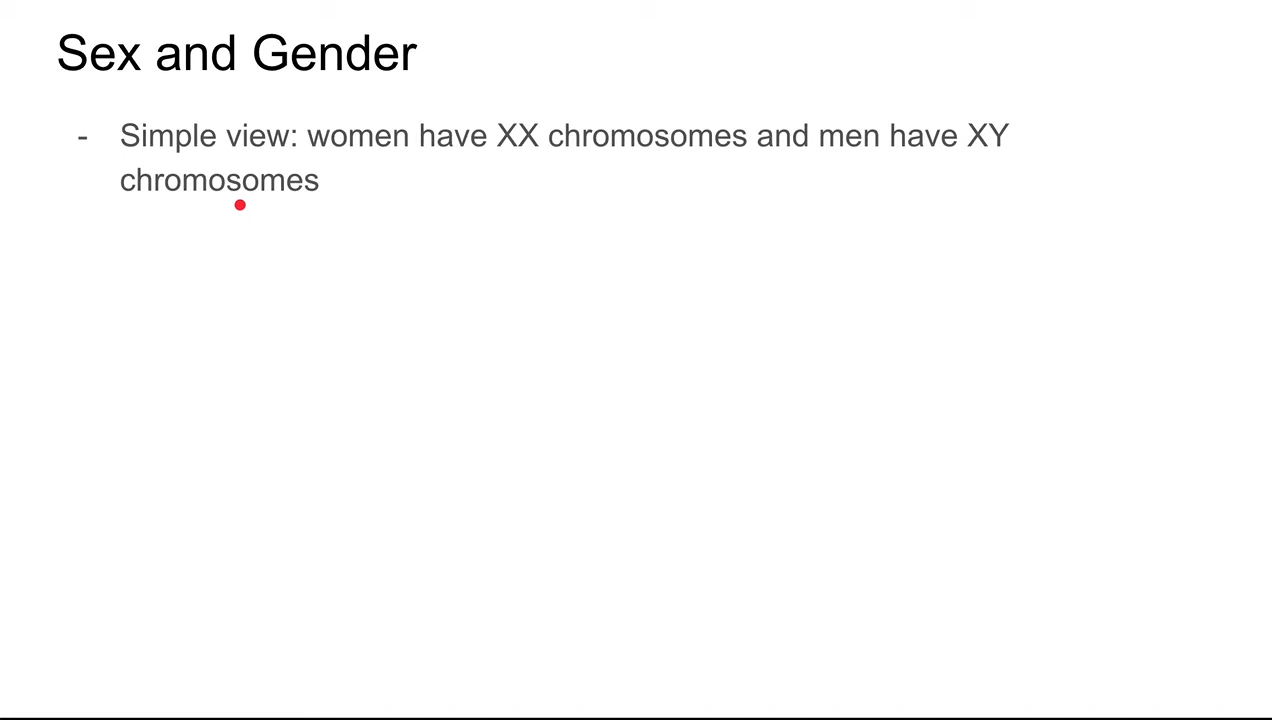 Sex and Gender
- Simple view: women have XX chromosomes and men have XY
chromosomes